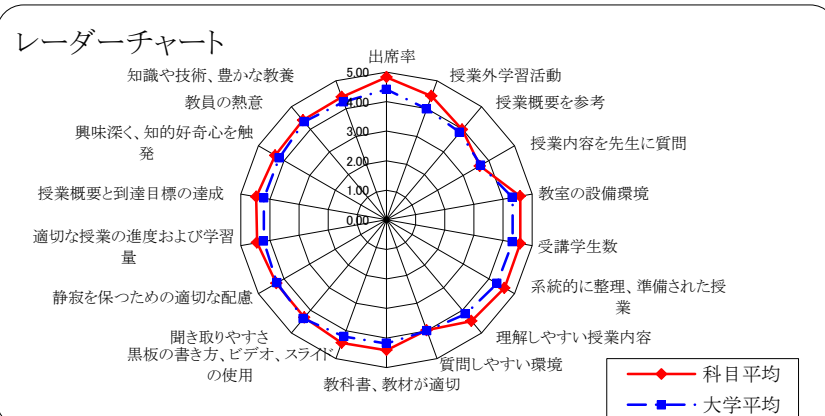 レーダーチャート
出席率
授業外学習活動
授業概要を参考
授業内容を先生に質問
教室の設備環境
受講学生数
系統的に整理、準備された授
業
理解しやすい授業内容
質問しやすい環境
教科書、教材が適切
黒板の書き方、ビデオ、スライド
の使用
聞き取りやすさ
静寂を保つための適切な配慮
適切な授業の進度および学習
量
授業概要と到達目標の達成
興味深く、知的好奇心を触
発
教員の熱意
知識や技術、豊かな教養
5.00
4.00
3.00
2.00
1.00
0.00
科目平均
大学平均